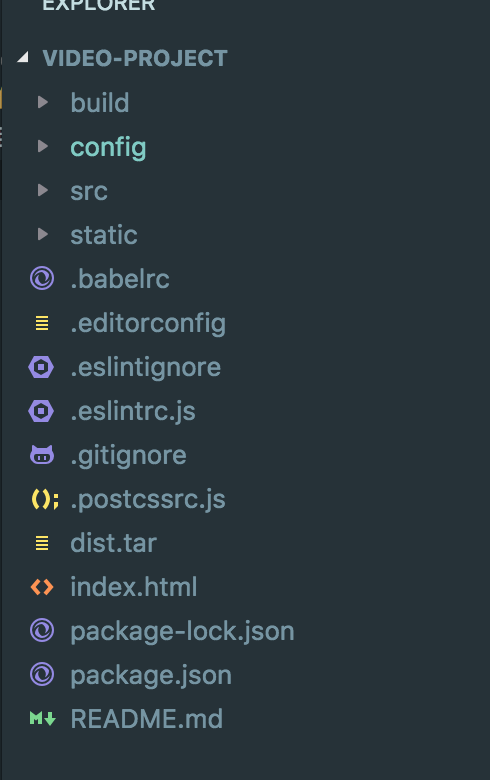 EXPLORER
VIDEO-PROJECT
build
config
src
static
.babelrc
.editorconfig
.eslintignore
.eslintrc.js
.gitignore
.postcssrc.js
dist.tar
index.html
package-lock.json
package.json
README.md